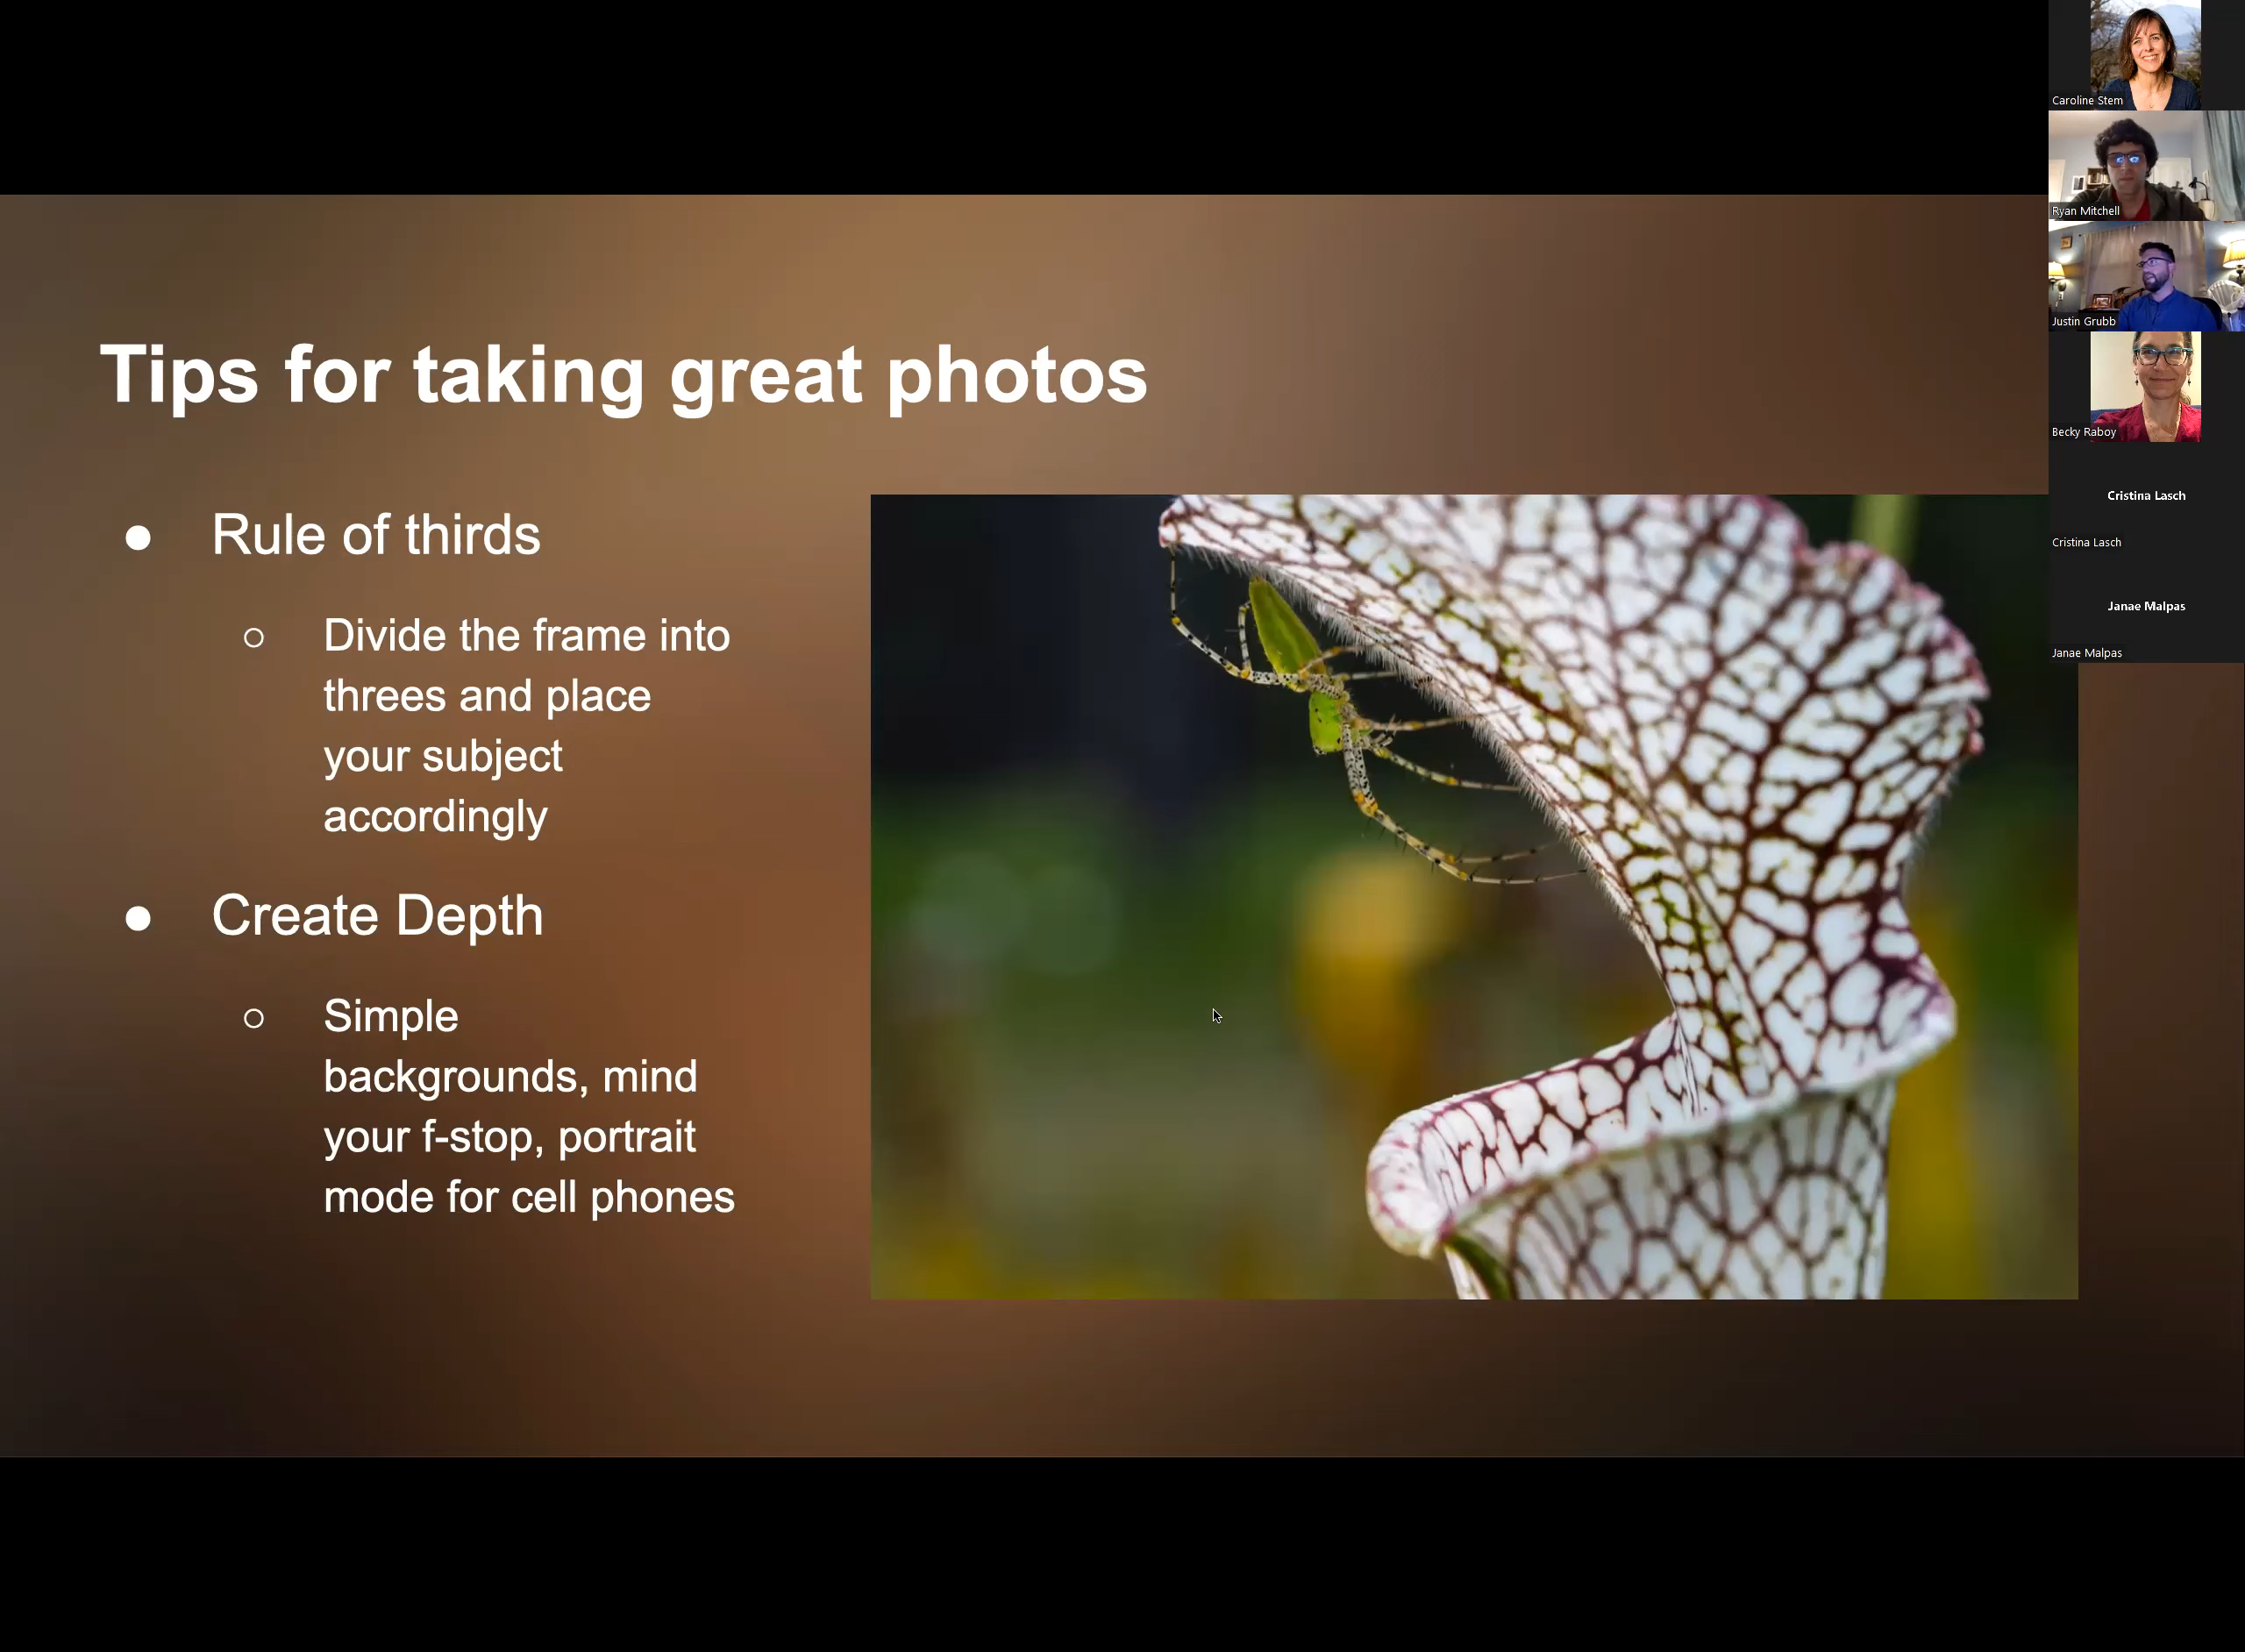 Tips for taking great photos
● Rule of thirds
○ Divide the frame into
threes and place
your subject
accordingly
● Create Depth
○ Simple
backgrounds, mind
your f-stop, portrait
mode for cell phones
Caroline Stem
Ryan Mitchell
Justin Grubb
Becky Raboy
Cristina Lasch
Cristina Lasch
Janae Malpas
Janae Malpas